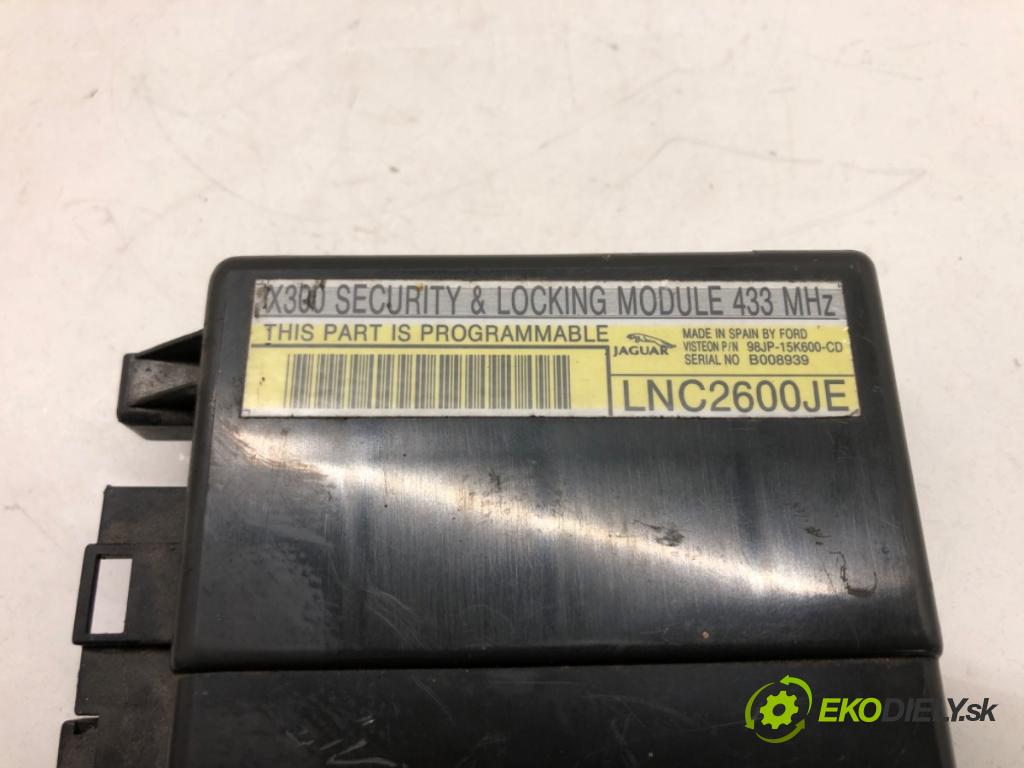 X300 SECURITY & LOCKING MODULE 433 MHz
THIS PART IS PROGRAMMABLE
JAGUAR
MADE IN SPAIN BY FORD
VISTEON P/N 98JP-15K600-CD
SERIAL NO B008939
LNC2600JE
EKODIELY.sk